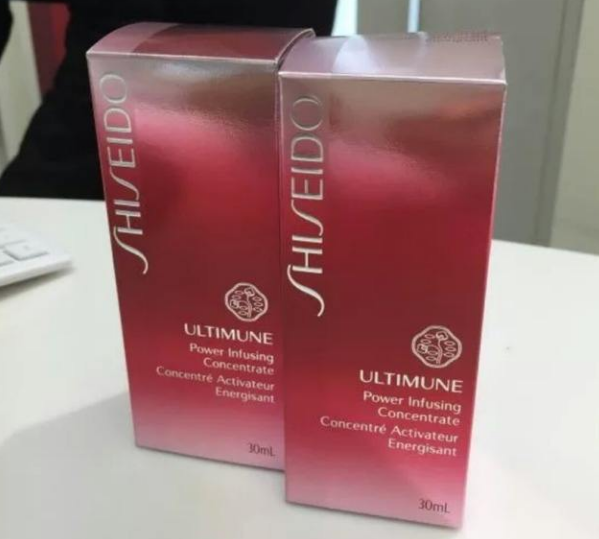 SHISEIDO
ULTIMUNE
Power Infusing
Concentrate
Concentré Activateur
Energisant
30mL
SHISEIDO
ULTIMUNE
Power Infusing
Concentrate
Concentré Activateur
Energisant
30mL